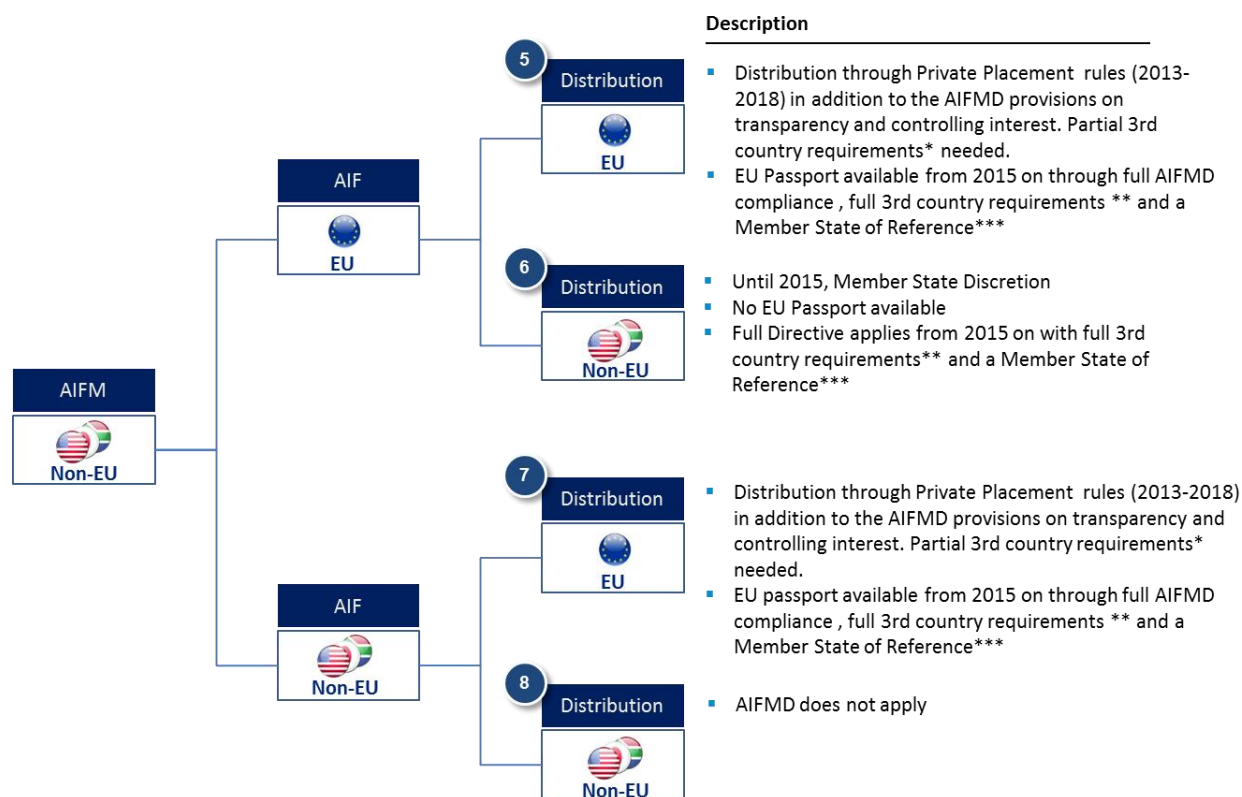 Description
5
Distribution
EU
▪ Distribution through Private Placement rules (2013-
2018) in addition to the AIFMD provisions on
transparency and controlling interest. Partial 3rd
country requirements* needed.
▪ EU Passport available from 2015 on through full AIFMD
compliance , full 3rd country requirements ** and a
Member State of Reference***
AIF
EU
6
Distribution
Non-EU
▪ Until 2015, Member State Discretion
▪ No EU Passport available
▪ Full Directive applies from 2015 on with full 3rd
country requirements** and a Member State of
Reference***
AIFM
Non-EU
7
Distribution
EU
▪ Distribution through Private Placement rules (2013-2018)
in addition to the AIFMD provisions on transparency and
controlling interest. Partial 3rd country requirements*
needed.
▪ EU passport available from 2015 on through full AIFMD
compliance , full 3rd country requirements ** and a
Member State of Reference***
AIF
Non-EU
8
Distribution
Non-EU
▪ AIFMD does not apply